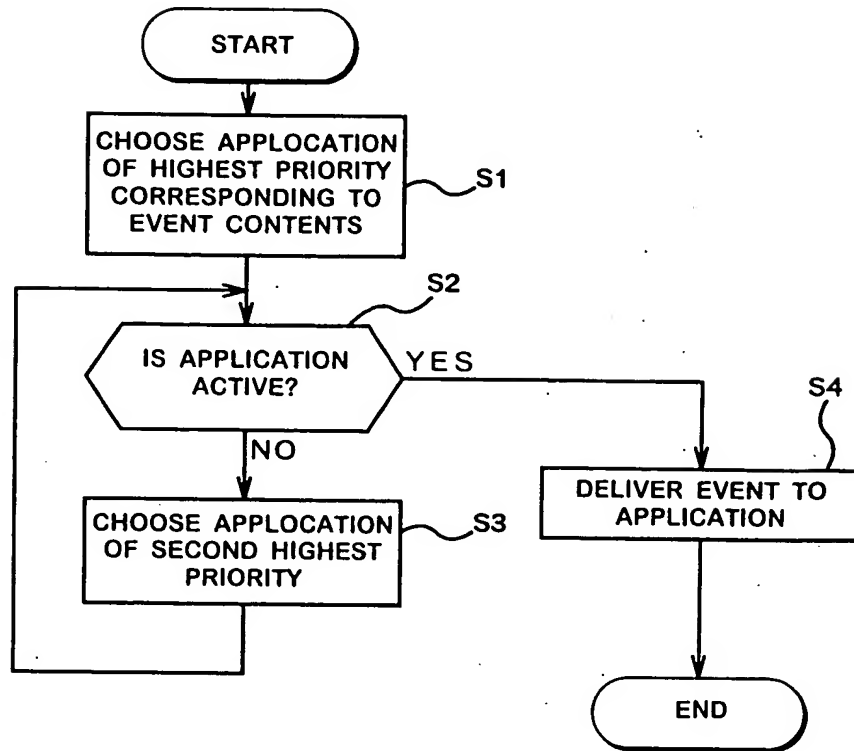 START
CHOOSE APPLOCATION
OF HIGHEST PRIORITY
CORRESPONDING TO
EVENT CONTENTS
S1
S2
IS APPLICATION
ACTIVE?
YES
NO
S4
DELIVER EVENT TO
APPLICATION
CHOOSE APPLOCATION
OF SECOND HIGHEST
PRIORITY
S3
END